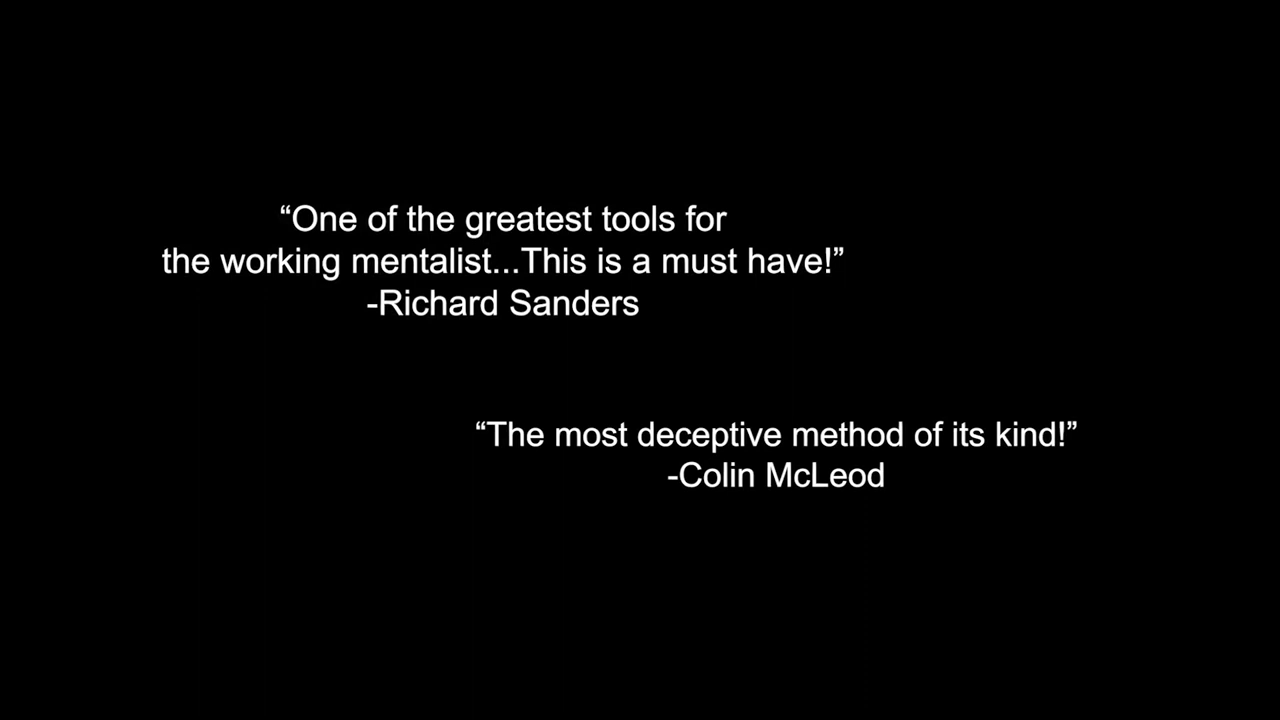 “One of the greatest tools for
the working mentalist...This is a must have!”
-Richard Sanders
“The most deceptive method of its kind!”
-Colin McLeod